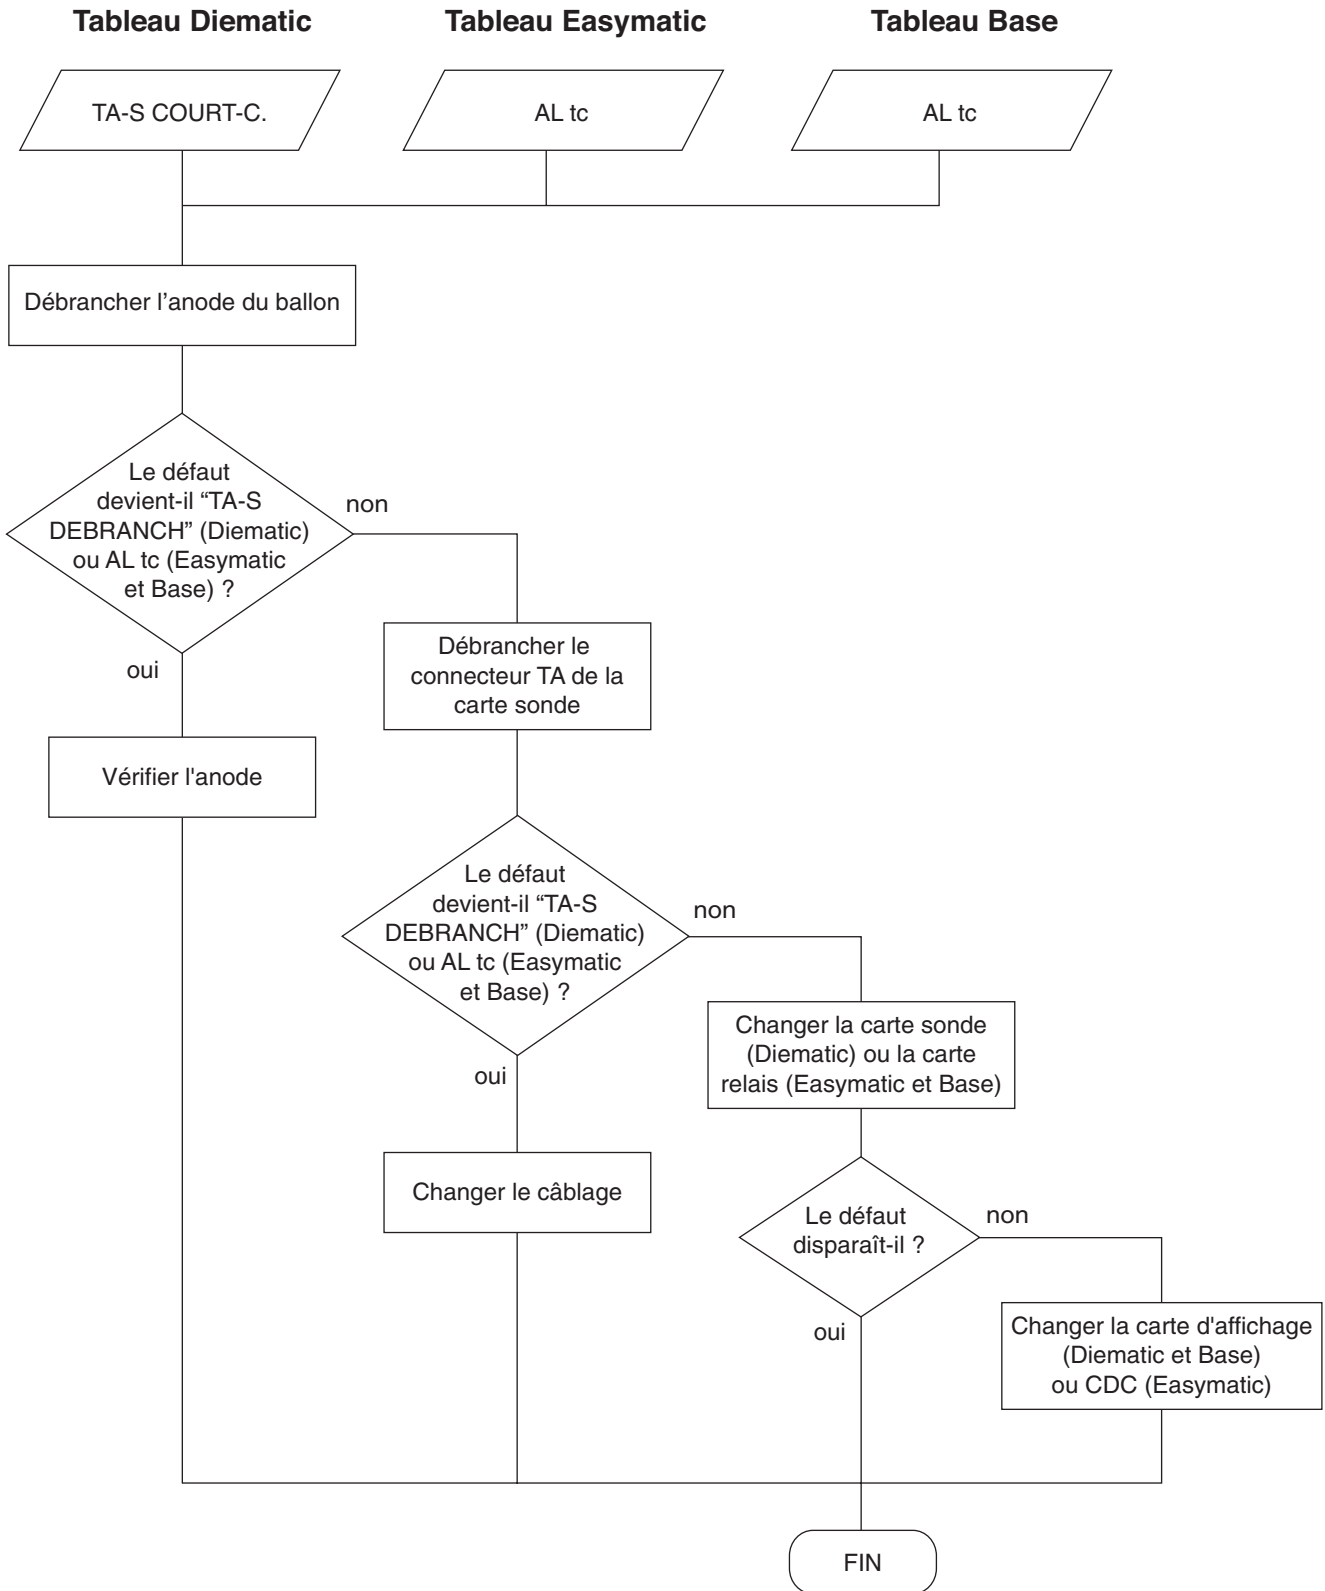 Tableau Diematic
Tableau Easymatic
Tableau Base
TA-S COURT-C.
AL tc
AL tc
Débrancher l’anode du ballon
Le défaut
devient-il “TA-S
DEBRANCH” (Diematic)
ou AL tc (Easymatic
et Base) ?
non
oui
Débrancher le
connecteur TA de la
carte sonde
Vérifier l'anode
Le défaut
devient-il “TA-S
DEBRANCH” (Diematic)
ou AL tc (Easymatic
et Base) ?
non
oui
Changer la carte sonde
(Diematic) ou la carte
relais (Easymatic et Base)
Changer le câblage
Le défaut
disparaît-il ?
non
oui
Changer la carte d'affichage
(Diematic et Base)
ou CDC (Easymatic)
FIN